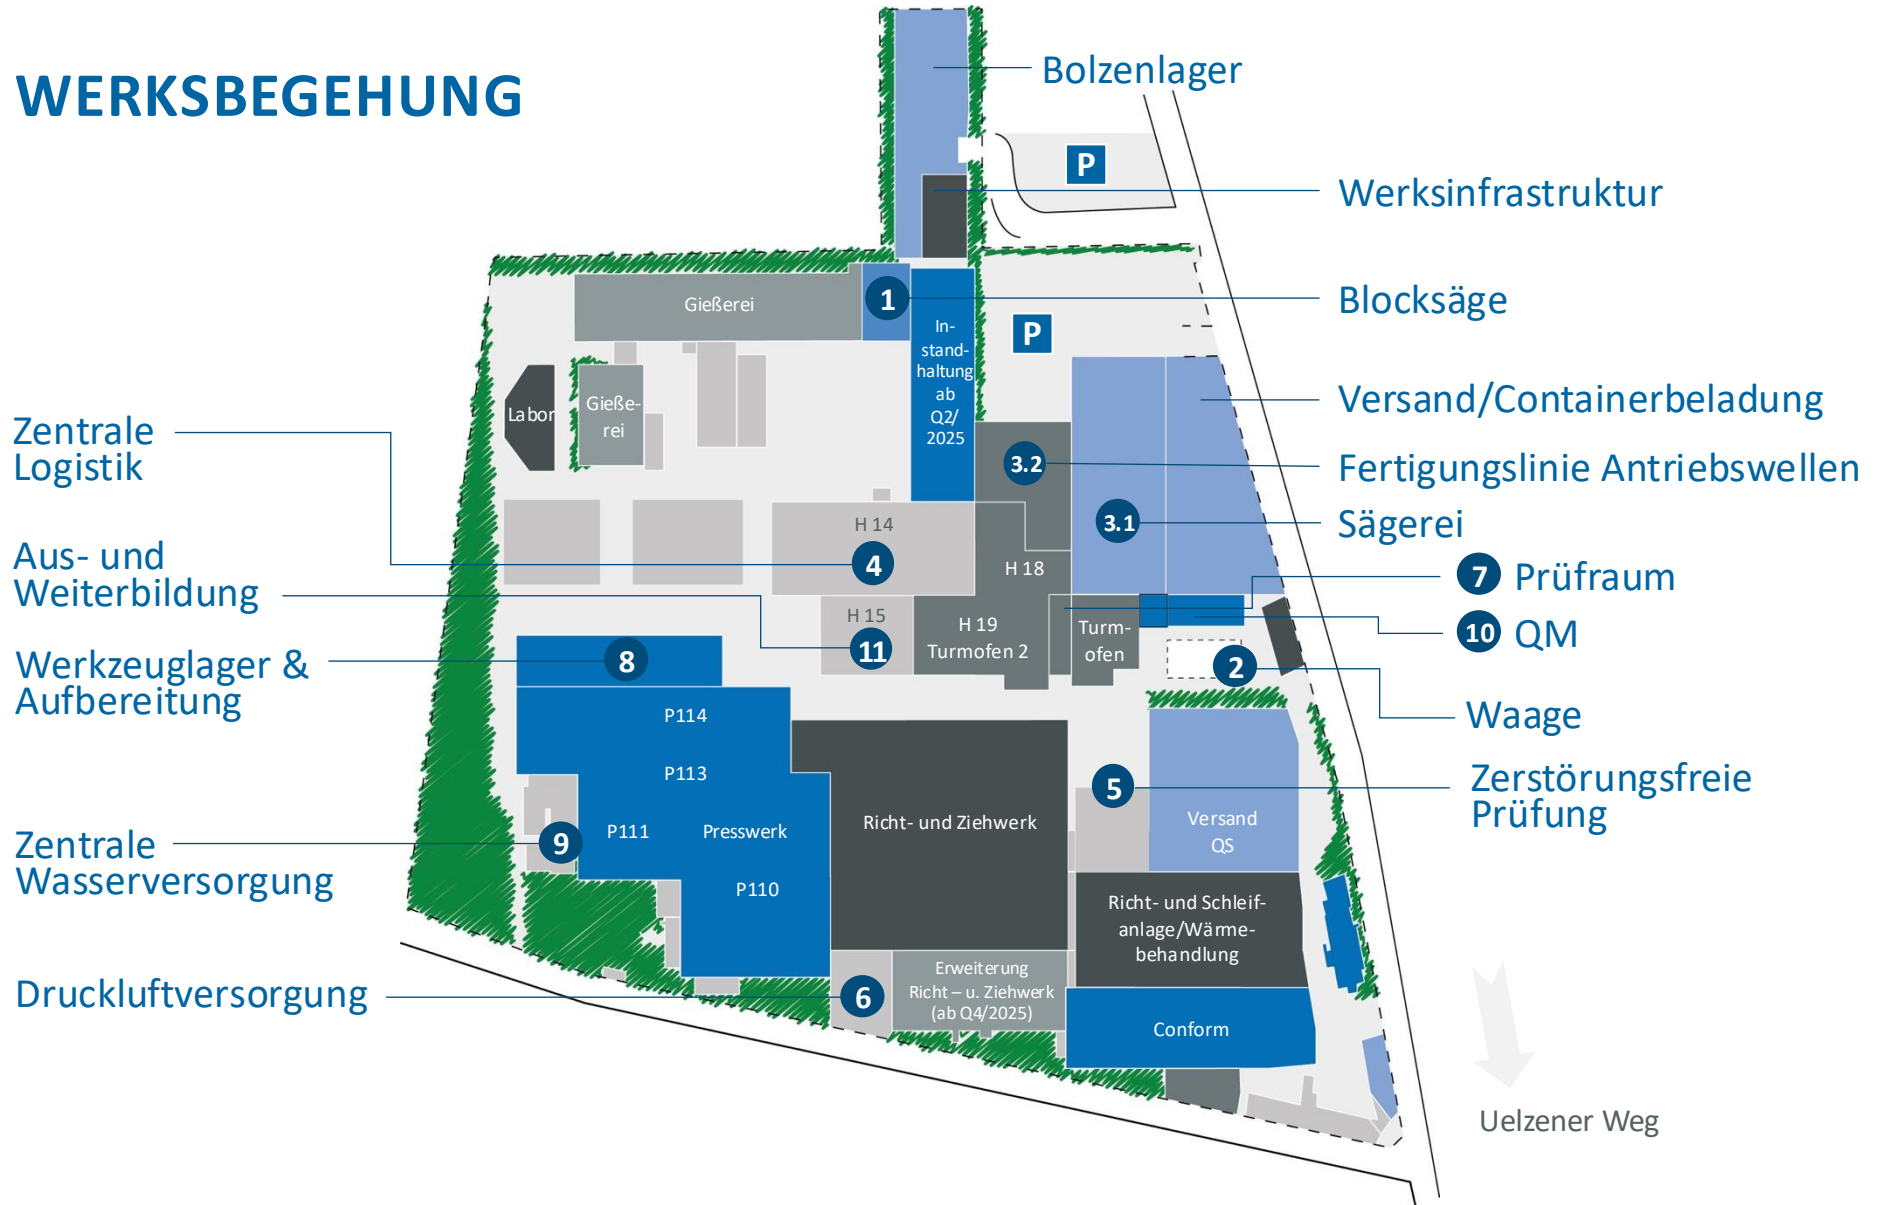 WERKSBEGEHUNG
Bolzenlager
P
Werksinfrastruktur
Gießerei
1
Blocksäge
In-
stand-
haltung
ab
Q2/
2025
P
Labor
Gieße-
rei
Versand/Containerbeladung
Zentrale
Logistik
3.2
Fertigungslinie Antriebswellen
3.1
Sägerei
H 14
4
H 18
7 Prüfraum
Aus- und
Weiterbildung
H 15
11
H 19
Turmofen 2
Turm-
ofen
10 QM
Werkzeuglager &
Aufbereitung
8
2
Waage
P114
P113
P111
Presswerk
P110
Richt- und Ziehwerk
5
Zerstörungsfreie
Prüfung
Versand
QS
Zentrale
Wasserversorgung
9
Richt- und Schleif-
anlage/Wärme-
behandlung
Druckluftversorgung
6
Erweiterung
Richt – u. Ziehwerk
(ab Q4/2025)
Conform
Uelzener Weg